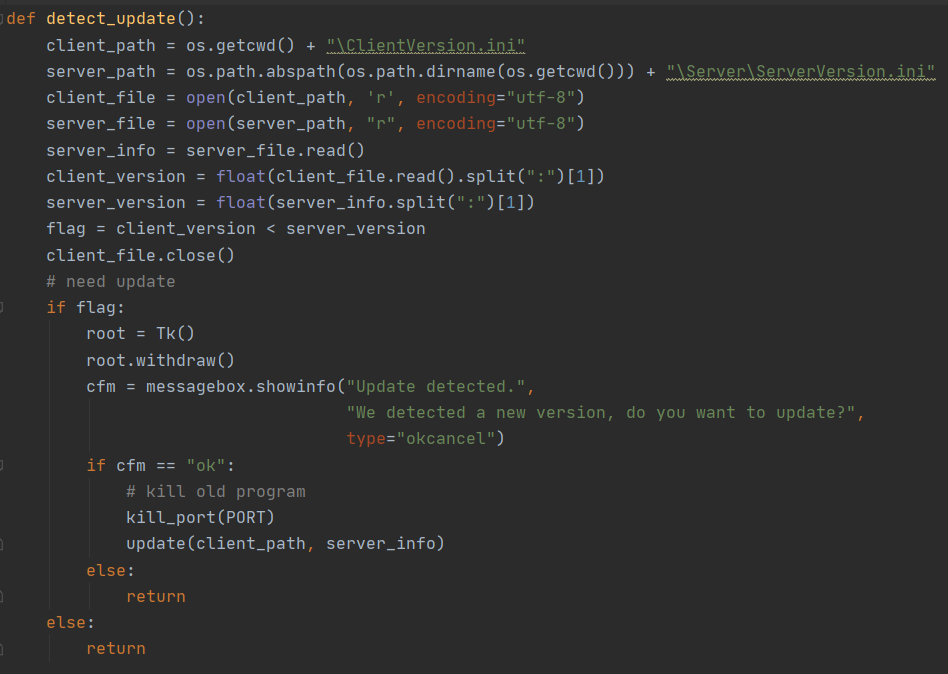 def detect_update():
    client_path = os.getcwd() + "\ClientVersion.ini"
    server_path = os.path.abspath(os.path.dirname(os.getcwd())) + "\Server\ServerVersion.ini"
    client_file = open(client_path, 'r', encoding="utf-8")
    server_file = open(server_path, "r", encoding="utf-8")
    server_info = server_file.read()
    client_version = float(client_file.read().split(":")[1])
    server_version = float(server_info.split(":")[1])
    flag = client_version < server_version
    client_file.close()
    # need update
    if flag:
        root = Tk()
        root.withdraw()
        cfm = messagebox.showinfo("Update detected.",
                                  "We detected a new version, do you want to update?",
                                  type="okcancel")
        if cfm == "ok":
            # kill old program
            kill_port(PORT)
            update(client_path, server_info)
        else:
            return
    else:
        return